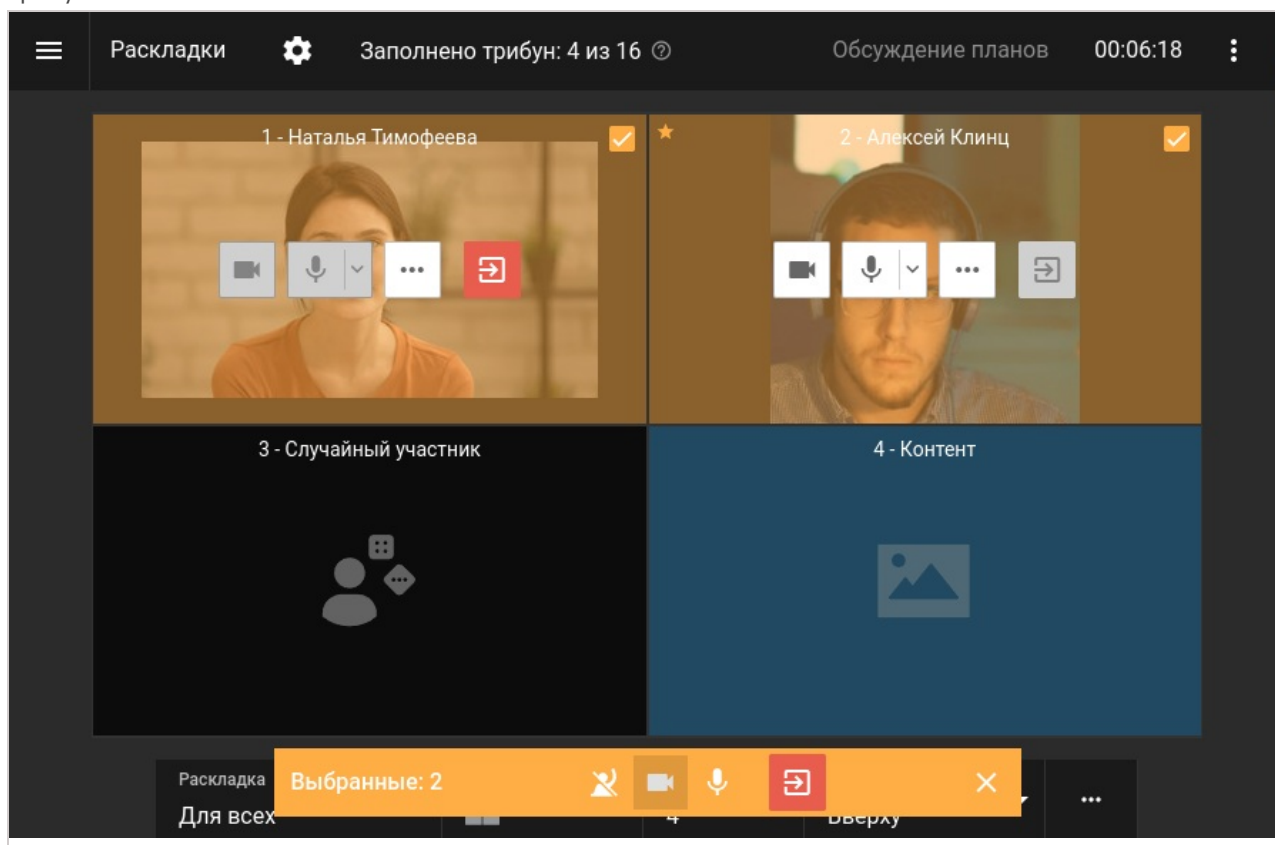 Раскладки Заполнено трибун: 4 из 16 Обсуждение планов 00:06:18
1 - Наталья Тимофеева
2 - Алексей Клинц
3 - Случайный участник
4 - Контент
Раскладка
Выбранные: 2
Для всех
4
Вверху